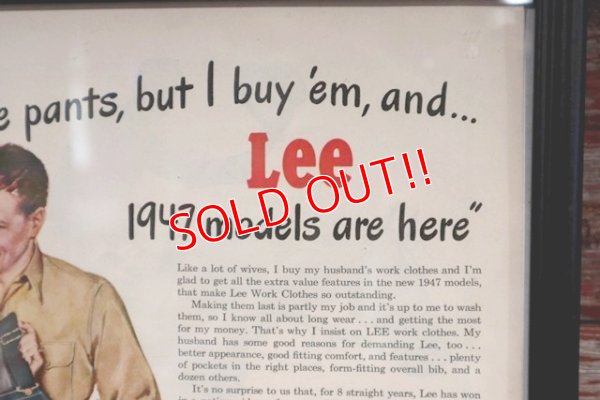 pants, but I buy 'em, and...
Lee
SOLD OUT!!
1947 models are here"
Like a lot of wives, I buy my husband's work clothes and I'm
glad to get all the extra value features in the new 1947 models,
that make Lee Work Clothes so outstanding.
Making them last is partly my job and it's up to me to wash
them, so I know all about long wear . . . and getting the most
for my money. That's why I insist on LEE work clothes. My
husband has some good reasons for demanding Lee, too . . .
better appearance, good fitting comfort, and features . . . plenty
of pockets in the right places, form-fitting overall bib, and a
dozen others.
It's no surprise to us that, for 8 straight years, Lee has won